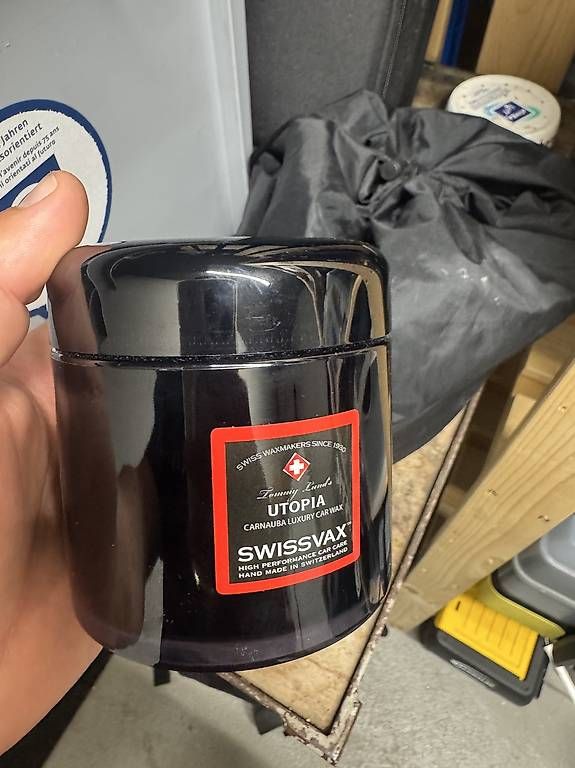 Jahren
sorientiert
l'avenir depuis 75 ans
orientati al futuro
SWISS WAXMAKERS SINCE 1930
Tommy Lund's
UTOPIA
CARNAUBA LUXURY CAR WAX
SWISSVAX™
HIGH PERFORMANCE CAR CARE
HAND MADE IN SWITZERLAND